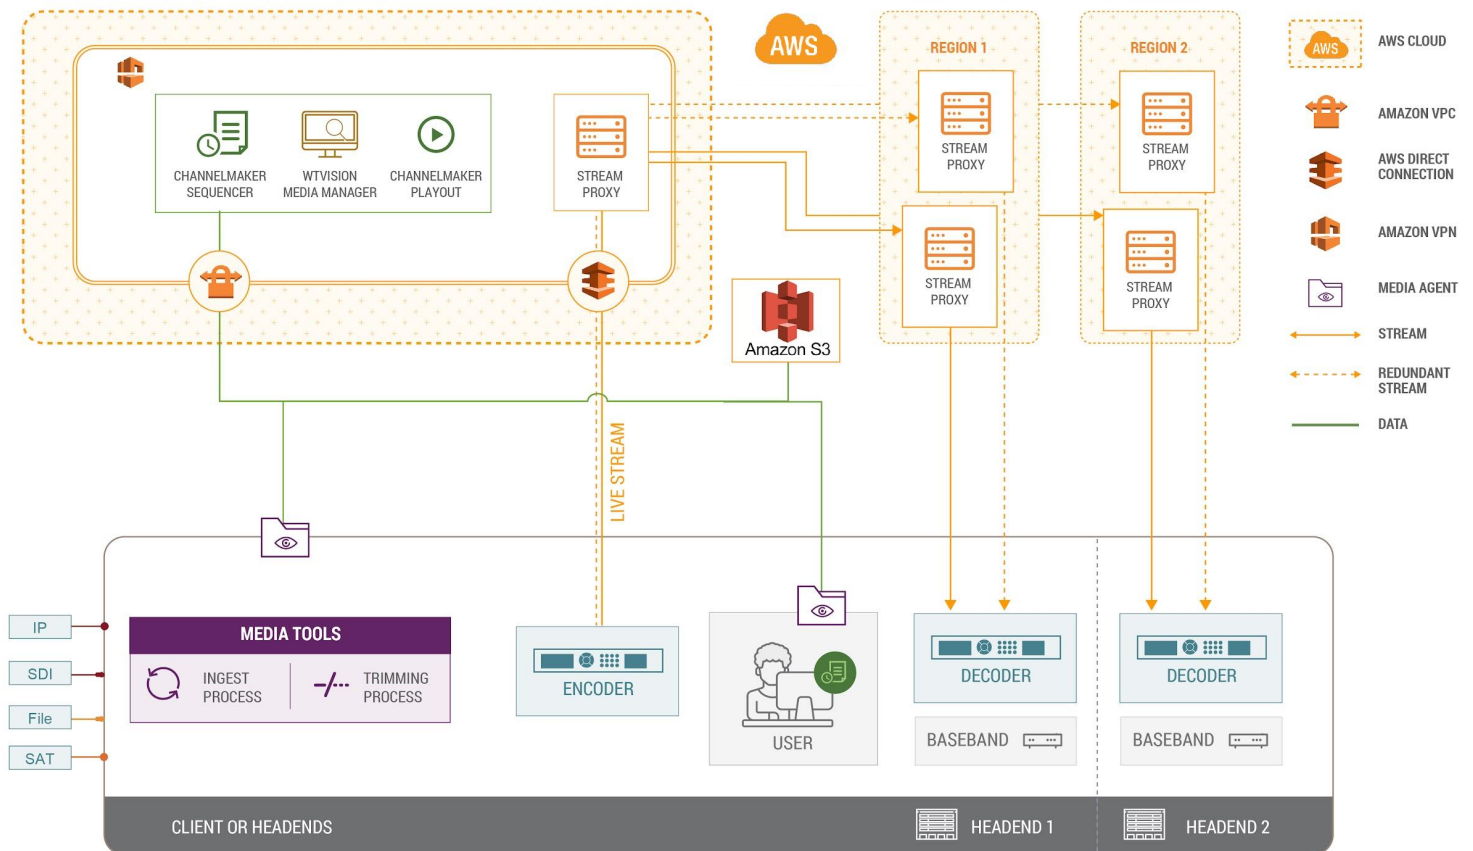 AWS
CHANNELMAKER
SEQUENCER
WTVISION
MEDIA MANAGER
CHANNELMAKER
PLAYOUT
STREAM
PROXY
REGION 1
STREAM
PROXY
STREAM
PROXY
REGION 2
STREAM
PROXY
STREAM
PROXY
AWS
AWS CLOUD
AMAZON VPC
AWS DIRECT
CONNECTION
AMAZON VPN
MEDIA AGENT
STREAM
REDUNDANT
STREAM
DATA
Amazon S3
LIVE STREAM
IP
SDI
File
SAT
MEDIA TOOLS
INGEST
PROCESS
TRIMMING
PROCESS
ENCODER
USER
DECODER
BASEBAND
DECODER
BASEBAND
CLIENT OR HEADENDS
HEADEND 1
HEADEND 2